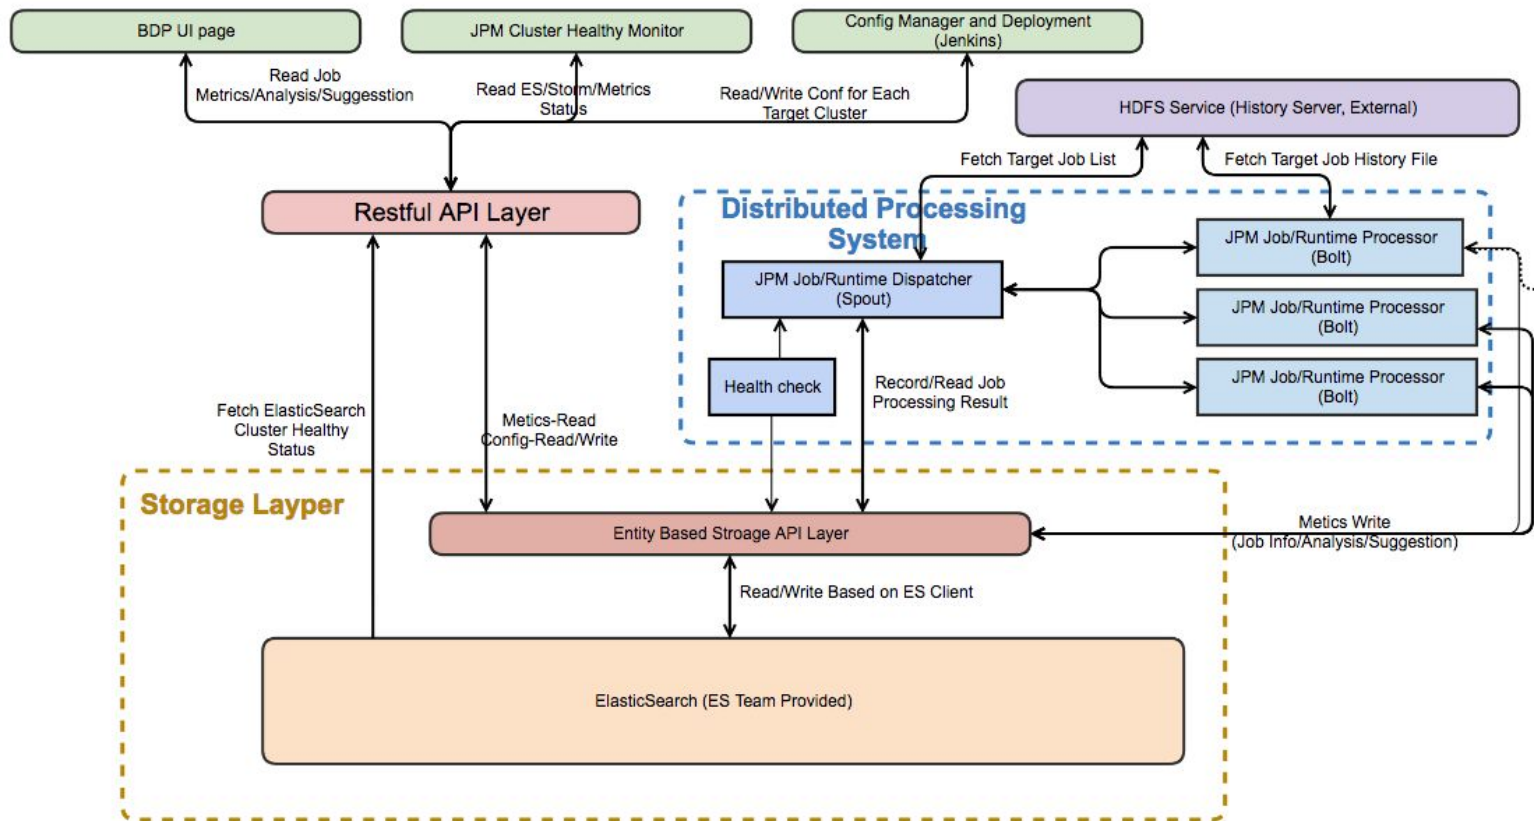 BDP UI page
JPM Cluster Healthy Monitor
Config Manager and Deployment
(Jenkins)
Read Job
Metrics/Analysis/Suggesstion
Read ES/Storm/Metrics
Status
Read/Write Conf for Each
Target Cluster
HDFS Service (History Server, External)
Fetch Target Job List
Fetch Target Job History File
Restful API Layer
Distributed Processing
System
JPM Job/Runtime Dispatcher
(Spout)
JPM Job/Runtime Processor
(Bolt)
JPM Job/Runtime Processor
(Bolt)
JPM Job/Runtime Processor
(Bolt)
Health check
Record/Read Job
Processing Result
Fetch ElasticSearch
Cluster Healthy
Status
Metics-Read
Config-Read/Write
Storage Layper
Entity Based Stroage API Layer
Metics Write
(Job Info/Analysis/Suggestion)
Read/Write Based on ES Client
ElasticSearch (ES Team Provided)